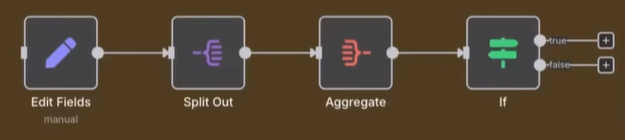 true
false
Edit Fields
Split Out
Aggregate
If
manual